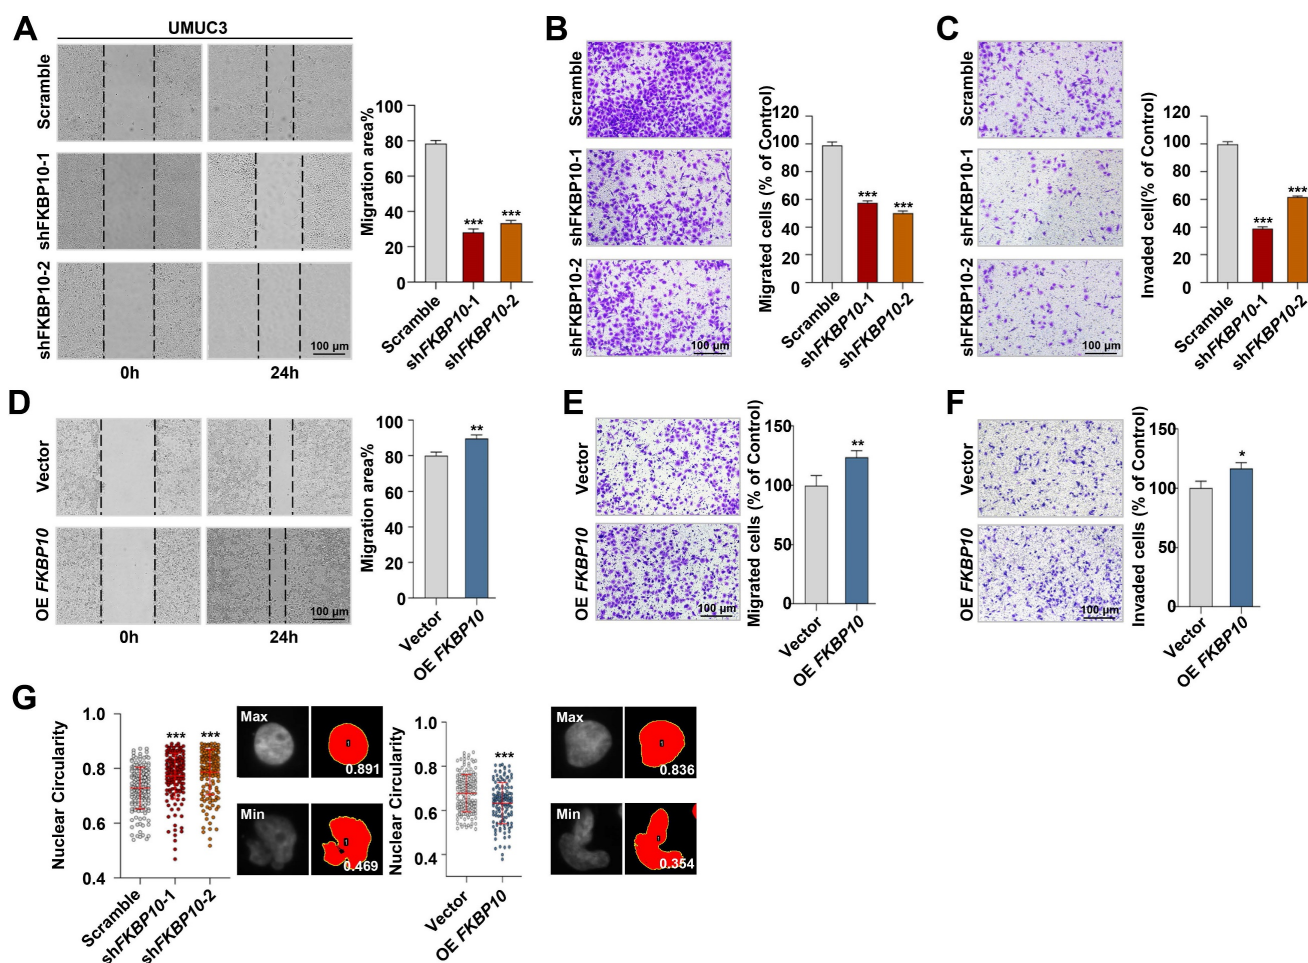 A
UMUC3
Scramble
shFKBP10-1
shFKBP10-2
100 µm
0h
24h
Migration area%
100
80
60
40
20
0
***
***
Scramble
shFKBP10-1
shFKBP10-2
B
Scramble
shFKBP10-1
shFKBP10-2
100 µm
Migrated cells (% of Control)
120
100
80
60
40
20
0
***
***
Scramble
shFKBP10-1
shFKBP10-2
C
Scramble
shFKBP10-1
shFKBP10-2
100 µm
Invaded cell(% of Control)
120
100
80
60
40
20
0
***
***
Scramble
shFKBP10-1
shFKBP10-2
D
Vector
OE FKBP10
100 µm
0h
24h
Migration area%
100
80
60
40
20
0
**
Vector
OE FKBP10
E
Vector
OE FKBP10
100 µm
Migrated cells (% of Control)
150
100
50
0
**
Vector
OE FKBP10
F
Vector
OE FKBP10
100 µm
Invaded cells (% of Control)
150
100
50
0
*
Vector
OE FKBP10
G
Nuclear Circularity
1.0
0.8
0.6
0.4
***
***
Scramble
shFKBP10-1
shFKBP10-2
Max
1
0.891
Min
1
0.469
Nuclear Circularity
1.0
0.8
0.6
0.4
***
Vector
OE FKBP10
Max
1
0.836
Min
0.354